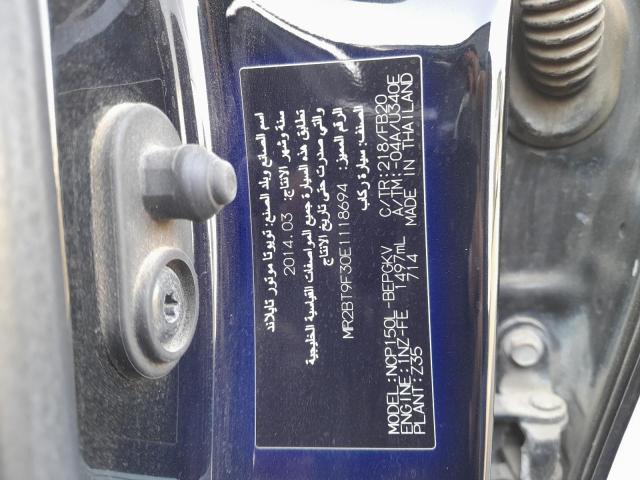 اسم الصانع وبلد الصنع: تويوتا موتور تايلاند
سنة وشهر الانتاج: 2014.03
تطابق هذه السيارة جميع المواصفات القياسية الخليجية
والتي صدرت حتى تاريخ الانتاج
الرقم المميز: MR2BT9F30E1118694
الصنف: سيارة ركاب
MODEL:NCP150L -BEPGKV C/TR:218/FB20
ENGINE:1NZ-FE 1497mL A/TM:-04A/U340E
PLANT:Z35 714 MADE IN THAILAND